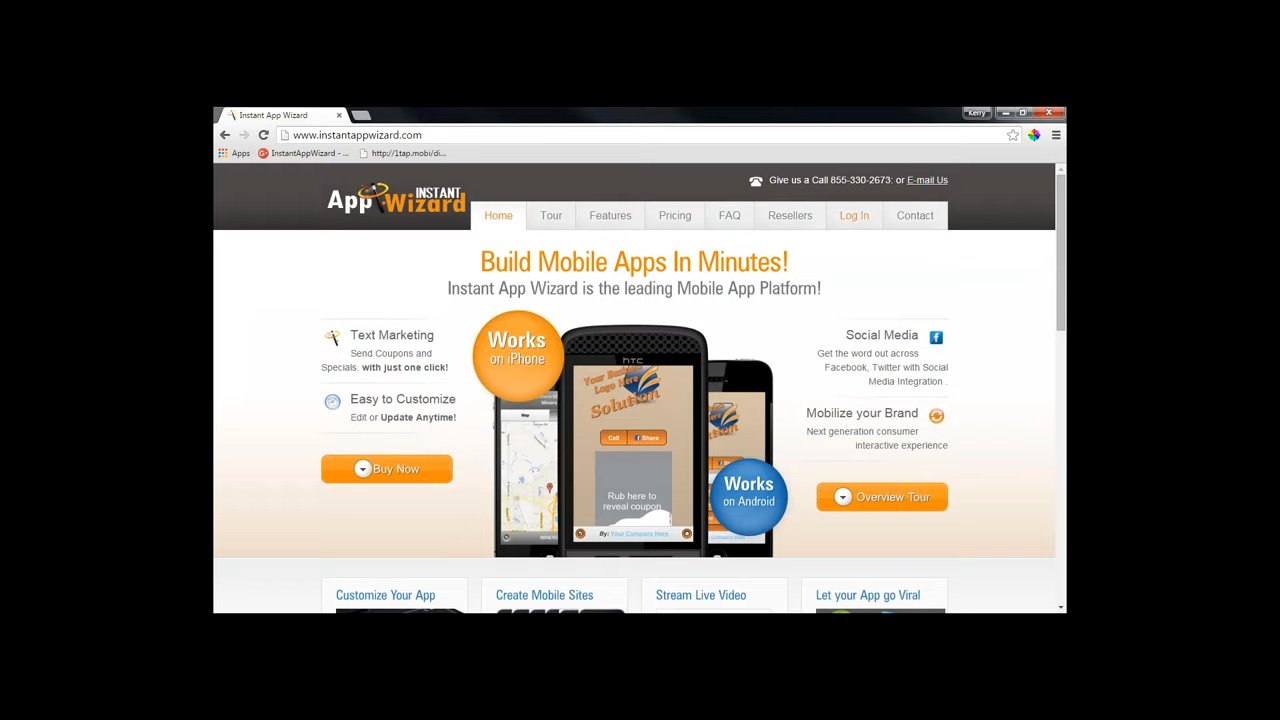 Instant App Wizard
Kerry
www.instantappwizard.com
Apps
InstantAppWizard - ...
http://1tap.mobi/di...
App INSTANT Wizard
Give us a Call 855-330-2673: or E-mail Us
Home Tour Features Pricing FAQ Resellers Log In Contact
Build Mobile Apps In Minutes!
Instant App Wizard is the leading Mobile App Platform!
Text Marketing
Send Coupons and
Specials. with just one click!
Easy to Customize
Edit or Update Anytime!
Buy Now
Works
on iPhone
Map
hTC
Your Business
Logo Here
Solution
Call
Share
Rub here to
reveal coupon
By: Your Company Here
Works
on Android
Social Media
Get the word out across
Facebook, Twitter with Social
Media Integration .
Mobilize your Brand
Next generation consumer
interactive experience
Overview Tour
Customize Your App
Create Mobile Sites
Stream Live Video
Let your App go Viral